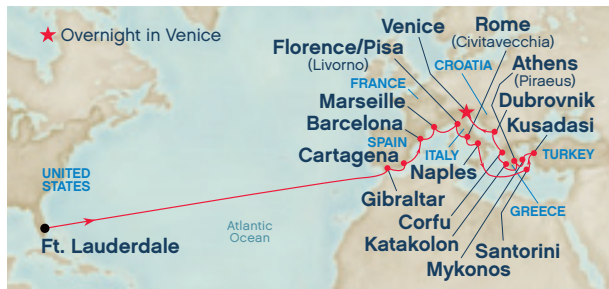 Overnight in Venice
Venice
Rome
(Civitavecchia)
Florence/Pisa
(Livorno)
CROATIA
Athens
(Piraeus)
FRANCE
Marseille
Dubrovnik
Barcelona
Kusadasi
SPAIN
Cartagena
ITALY
TURKEY
Naples
UNITED
STATES
Gibraltar
GREECE
Corfu
Atlantic
Ocean
Ft. Lauderdale
Katakolon
Santorini
Mykonos